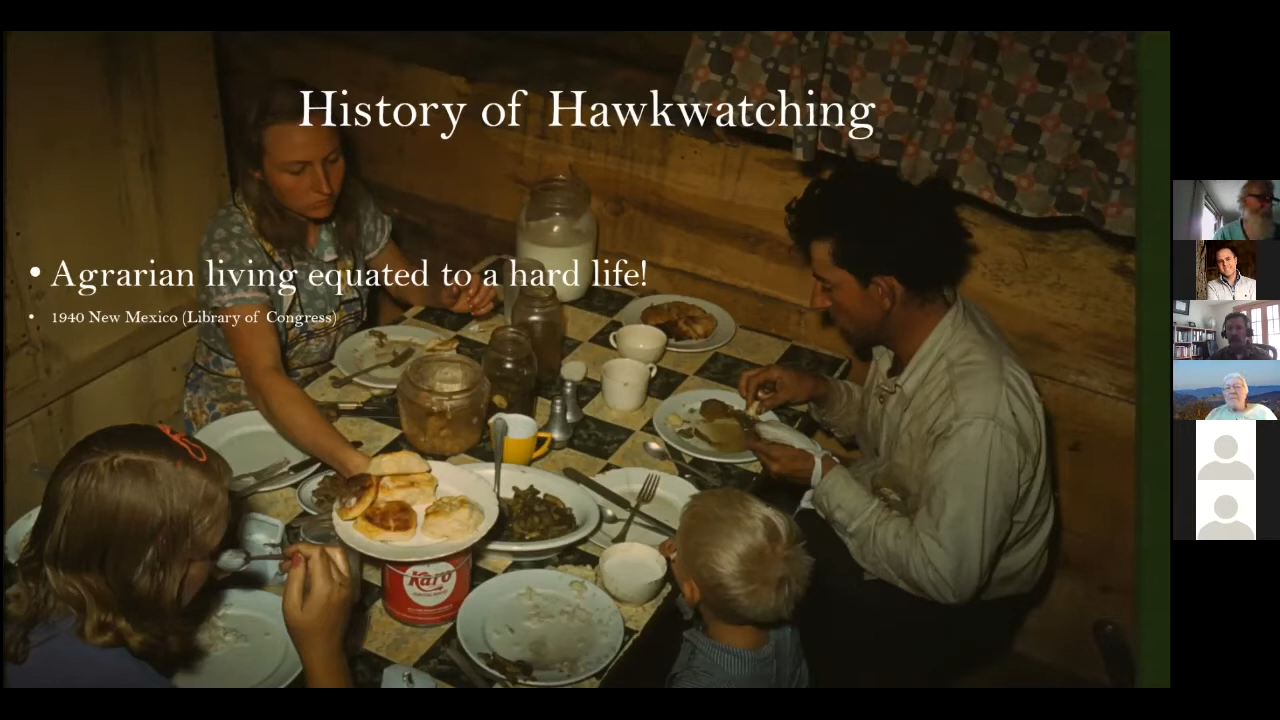 History of Hawkwatching
• Agrarian living equated to a hard life!
• 1940 New Mexico (Library of Congress)
Karo